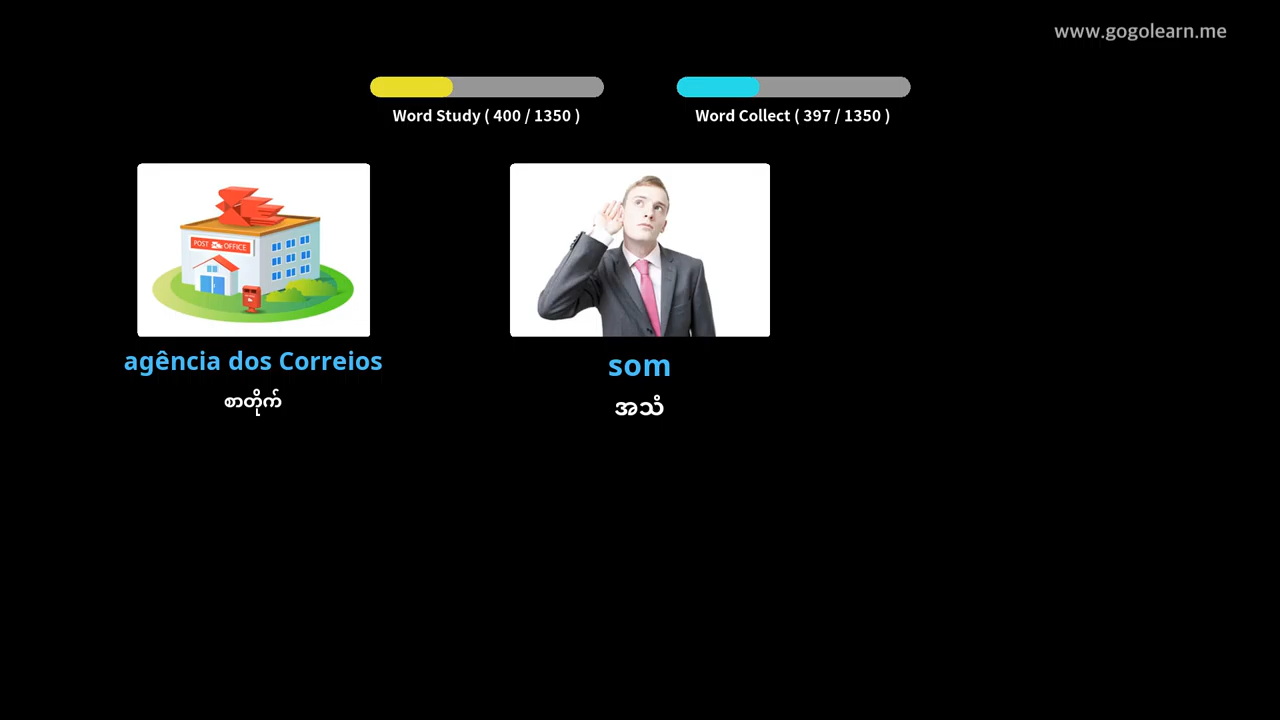 www.gogolearn.me
Word Study ( 400 / 1350 )
Word Collect ( 397 / 1350 )
POST OFFICE
agência dos Correios
စာတိုက်
som
အသံ